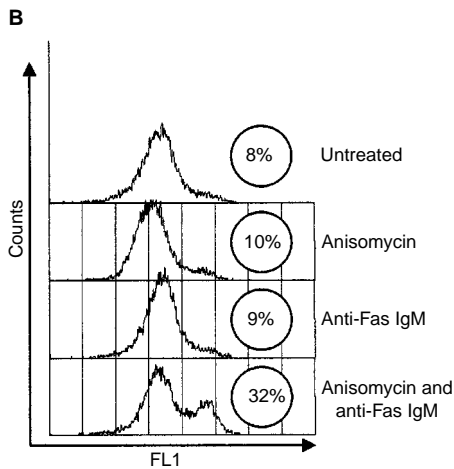 B
Counts
8%
Untreated
10%
Anisomycin
9%
Anti-Fas IgM
32%
Anisomycin and
anti-Fas IgM
FL1